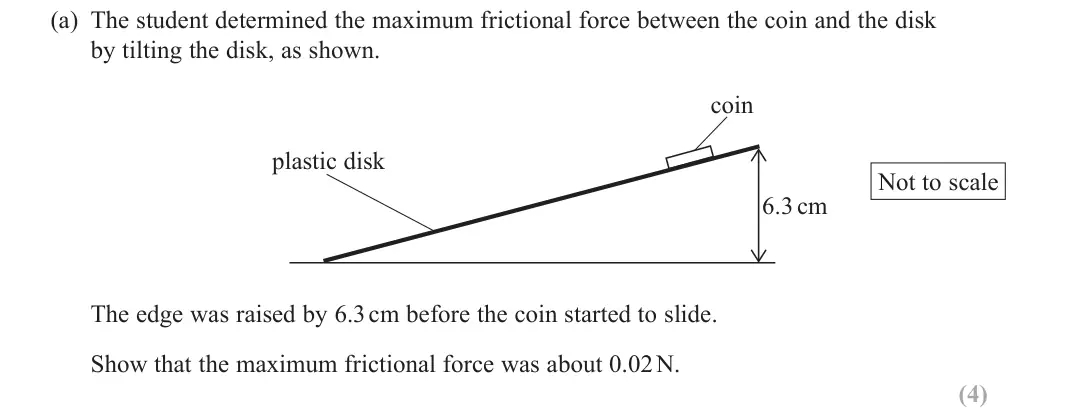 (a) The student determined the maximum frictional force between the coin and the disk
by tilting the disk, as shown.
coin
plastic disk
Not to scale
6.3 cm
The edge was raised by 6.3 cm before the coin started to slide.
Show that the maximum frictional force was about 0.02 N.
(4)